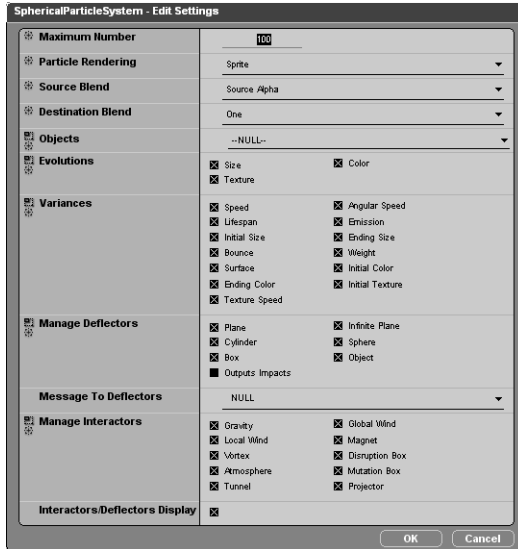 SphericalParticleSystem - Edit Settings
Maximum Number 100
Particle Rendering Sprite
Source Blend Source Alpha
Destination Blend One
Objects --NULL--
Evolutions Size Color
Texture
Variances Speed Angular Speed
Lifespan Emission
Initial Size Ending Size
Bounce Weight
Surface Initial Color
Ending Color Initial Texture
Texture Speed
Manage Deflectors Plane Infinite Plane
Cylinder Sphere
Box Object
Outputs Impacts
Message To Deflectors NULL
Manage Interactors Gravity Global Wind
Local Wind Magnet
Vortex Disruption Box
Atmosphere Mutation Box
Tunnel Projector
Interactors/Deflectors Display
OK Cancel